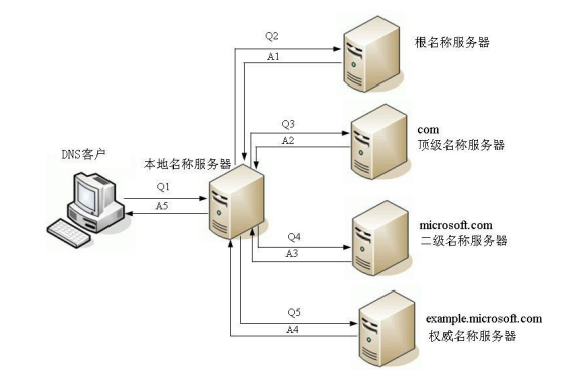 Q2
根名称服务器
A1
com
Q3
顶级名称服务器
A2
DNS客户
本地名称服务器
Q1
A5
microsoft.com
Q4
二级名称服务器
A3
Q5
example.microsoft.com
A4
权威名称服务器